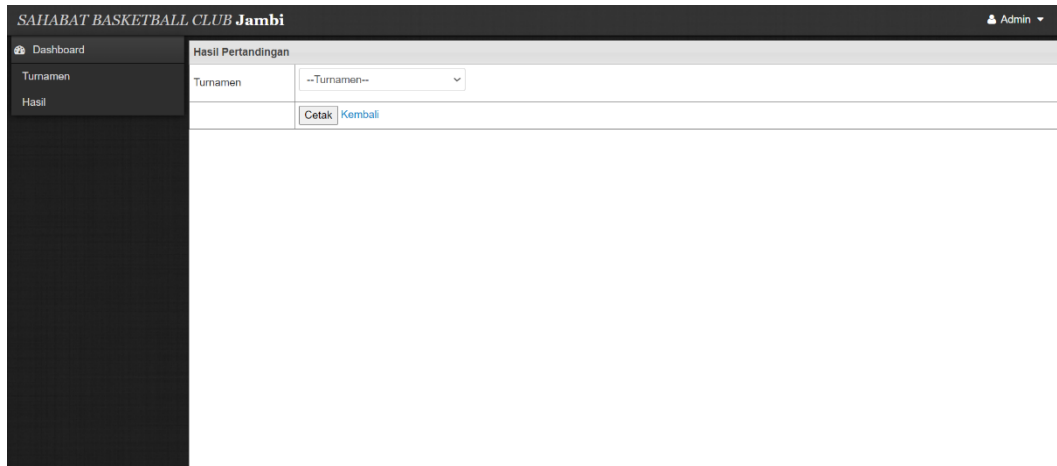 SAHABAT BASKETBALL CLUB Jambi
Admin
Dashboard
Turnamen
Hasil
Hasil Pertandingan
Turnamen
--Turnamen--
Cetak Kembali